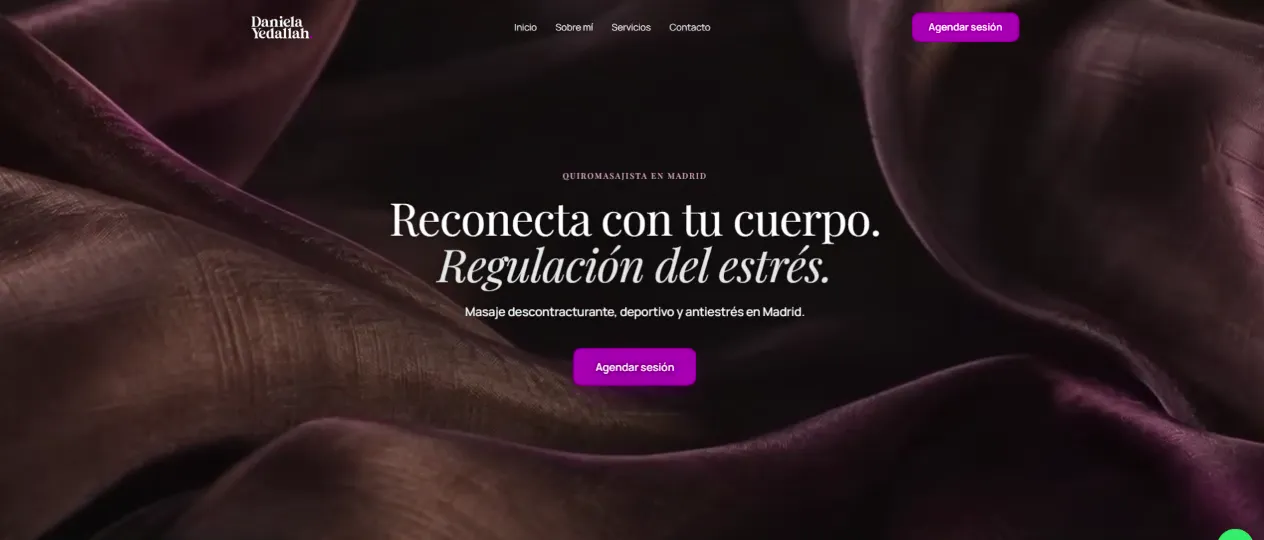 Daniela
Yedallah
Inicio Sobre mí Servicios Contacto
Agendar sesión
QUIROMASAJISTA EN MADRID
Reconecta con tu cuerpo.
Regulación del estrés.
Masaje descontracturante, deportivo y antiestrés en Madrid.
Agendar sesión